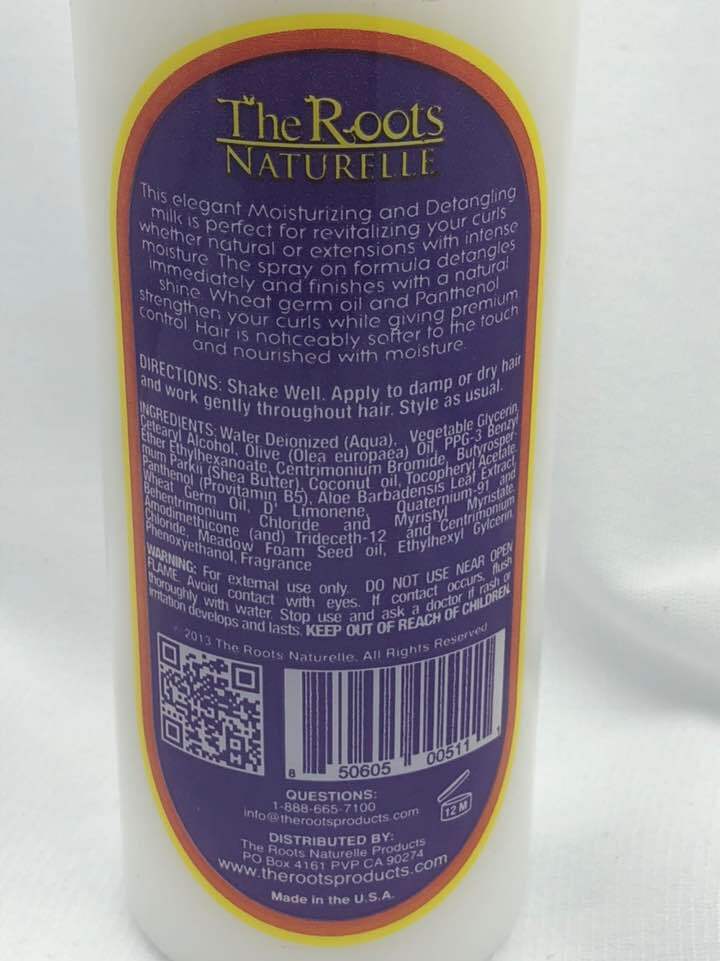 The Roots
NATURELLE
This elegant Moisturizing and Detangling
milk is perfect for revitalizing your curls
whether natural or extensions with intense
moisture The spray on formula detangles
immediately and finishes with a natural
shine. Wheat germ oil and Panthenol
strengthen your curls while giving premium
control. Hair is noticeably softer to the touch
and nourished with moisture.
DIRECTIONS: Shake Well. Apply to damp or dry hair
and work gently throughout hair. Style as usual.
INGREDIENTS: Water Deionized (Aqua), Vegetable Glycerin,
Cetearyl Alcohol, Olive (Olea europaea) Oil, PPG-3 Benzyl
Ether Ethylhexanoate, Centrimonium Bromide, Butyrosper-
mum Parkii (Shea Butter), Coconut oil, Tocopheryl Acetate,
Panthenol (Provitamin B5), Aloe Barbadensis Leaf Extract,
Wheat Germ Oil, D' Limonene, Quaternium-91 and
Behentrimonium Chloride and Myristyl Myristate,
Amodimethicone (and) Trideceth-12 and Centrimonium
Chloride, Meadow Foam Seed oil, Ethylhexyl Gylcerin,
Phenoxyethanol, Fragrance
WARNING: For external use only. DO NOT USE NEAR OPEN
FLAME. Avoid contact with eyes. If contact occurs, flush
thoroughly with water. Stop use and ask a doctor if rash or
irritation develops and lasts. KEEP OUT OF REACH OF CHILDREN.
2013 The Roots Naturelle. All Rights Reserved
8 50605 00511 1
12 M
QUESTIONS:
1-888-665-7100
info@therootsproducts.com
DISTRIBUTED BY:
The Roots Naturelle Products
PO Box 4161 PVP CA 90274
www.therootsproducts.com
Made in the U.S.A.